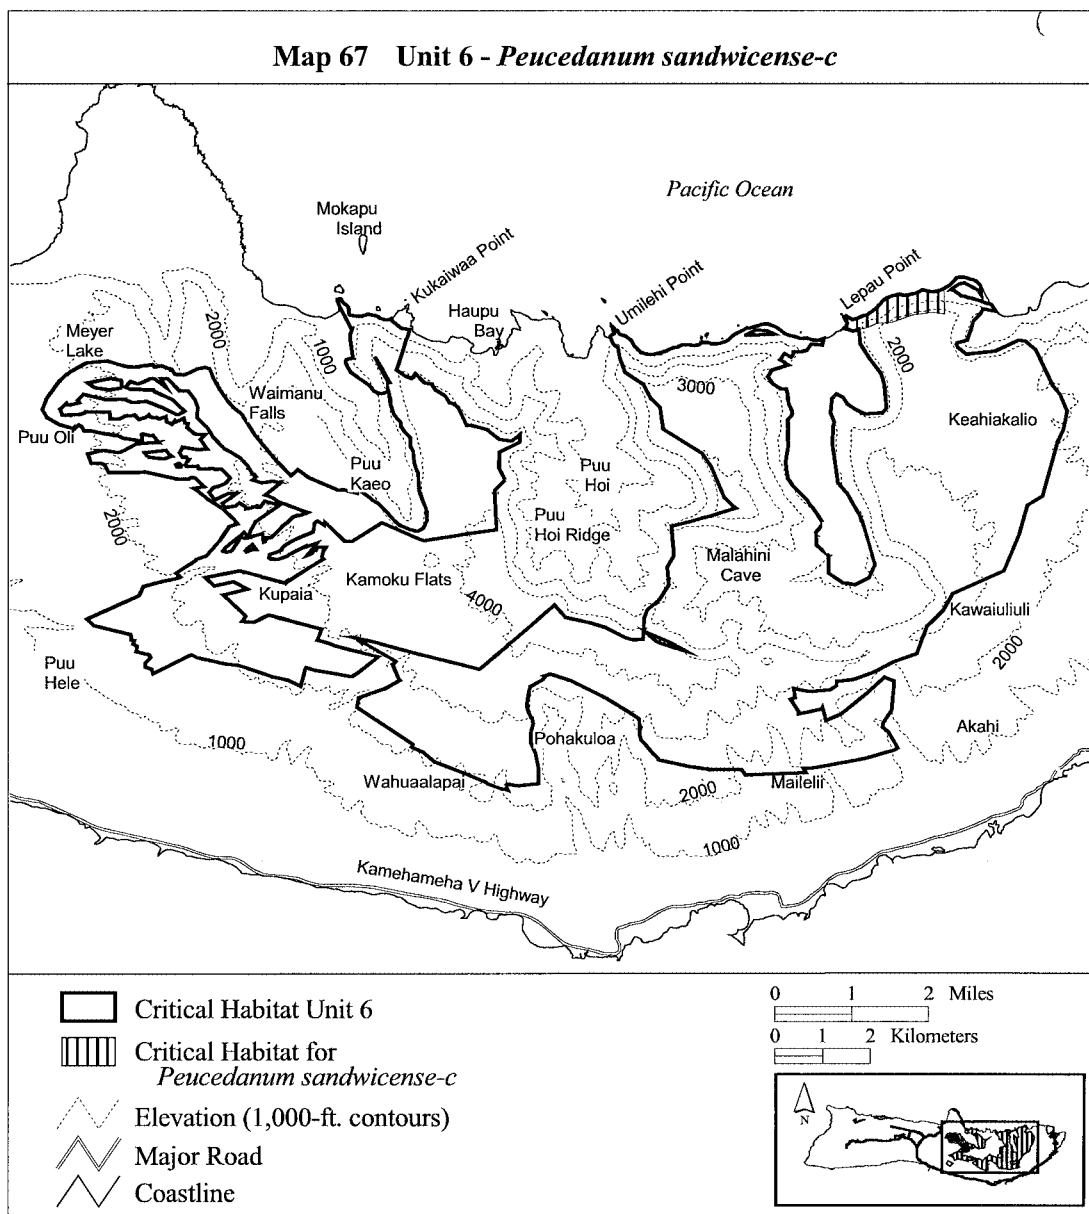 Map 67 Unit 6 - Peucedanum sandwicense-c
Pacific Ocean
Mokapu
Island
Kukaiwaa Point
Haupu
Bay
Umilehi Point
Lepau Point
Meyer
Lake
2000
1000
3000
2000
Waimanu
Falls
Keahiakalio
Puu Oli
Puu
Kaeo
Puu
Hoi
2000
Puu
Hoi Ridge
Malahini
Cave
Kamoku Flats
Kupaia
4000
Kawaiuliuli
2000
Puu
Hele
1000
Pohakuloa
Akahi
Wahuaalapai
2000
Mailelii
1000
Kamehameha V Highway
Critical Habitat Unit 6
Critical Habitat for
Peucedanum sandwicense-c
Elevation (1,000-ft. contours)
Major Road
Coastline
0 1 2 Miles
0 1 2 Kilometers
N